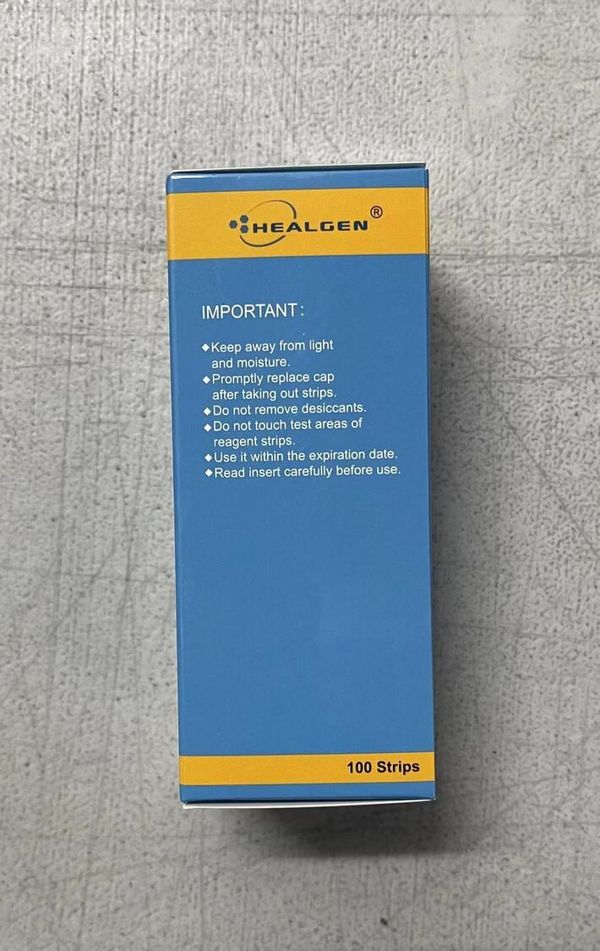 HEALGEN®
IMPORTANT:
◆Keep away from light
and moisture.
◆Promptly replace cap
after taking out strips.
◆Do not remove desiccants.
◆Do not touch test areas of
reagent strips.
◆Use it within the expiration date.
◆Read insert carefully before use.
100 Strips